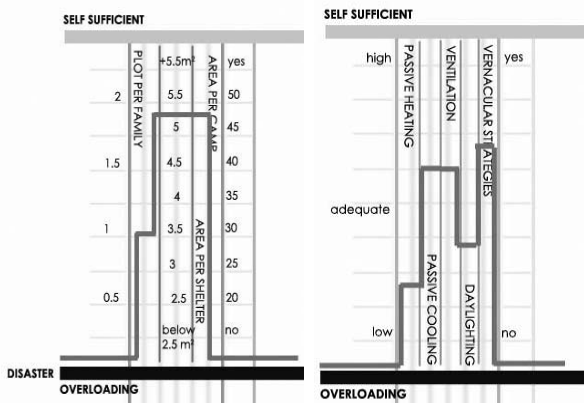 SELF SUFFICIENT
PLOT PER FAMILY
+5.5m²
AREA PER CAMP
yes
2
5.5
50
5
45
1.5
4.5
40
4
35
1
3.5
30
3
25
0.5
2.5
20
AREA PER SHELTER
below
2.5 m²
no
DISASTER
OVERLOADING
SELF SUFFICIENT
high
PASSIVE HEATING
VENTILATION
VERNACULAR STRATEGIES
yes
adequate
PASSIVE COOLING
DAYLIGHTING
low
no
OVERLOADING